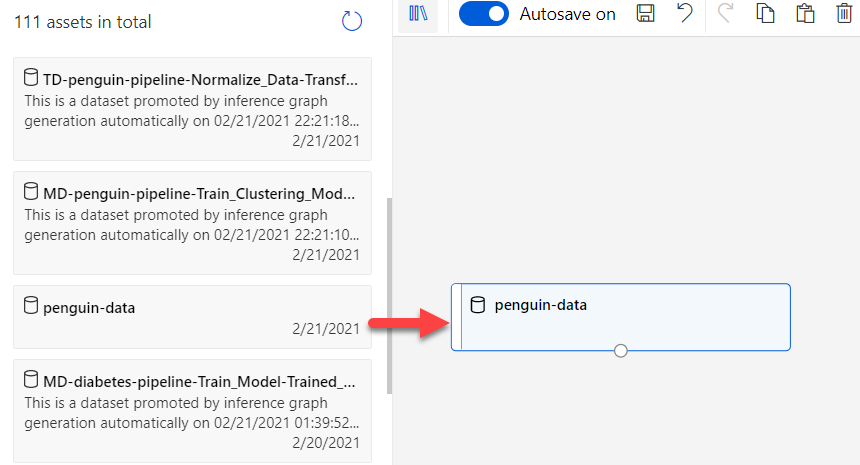 111 assets in total
Autosave on
TD-penguin-pipeline-Normalize_Data-Transf...
This is a dataset promoted by inference graph
generation automatically on 02/21/2021 22:21:18...
2/21/2021
MD-penguin-pipeline-Train_Clustering_Mod...
This is a dataset promoted by inference graph
generation automatically on 02/21/2021 22:21:10...
2/21/2021
penguin-data
2/21/2021
MD-diabetes-pipeline-Train_Model-Trained_...
This is a dataset promoted by inference graph
generation automatically on 02/21/2021 01:39:52...
2/20/2021
penguin-data